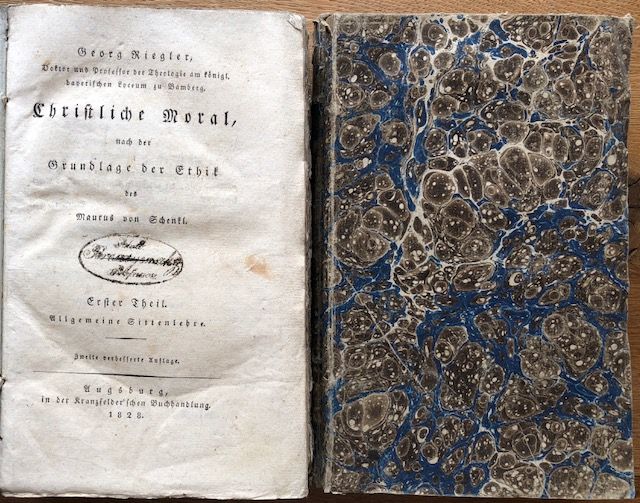 Georg Riegler,
Doktor und Professor der Theologie am königl.
bayerischen Lyceum zu Bamberg,
Christliche Moral,
nach der
Grundlage der Ethik
des
Maurus von Schenkl.
Erster Theil.
Allgemeine Sittenlehre.
Zweite verbesserte Auflage.
Augsburg,
in der Kranzfelder'schen Buchhandlung.
1828.